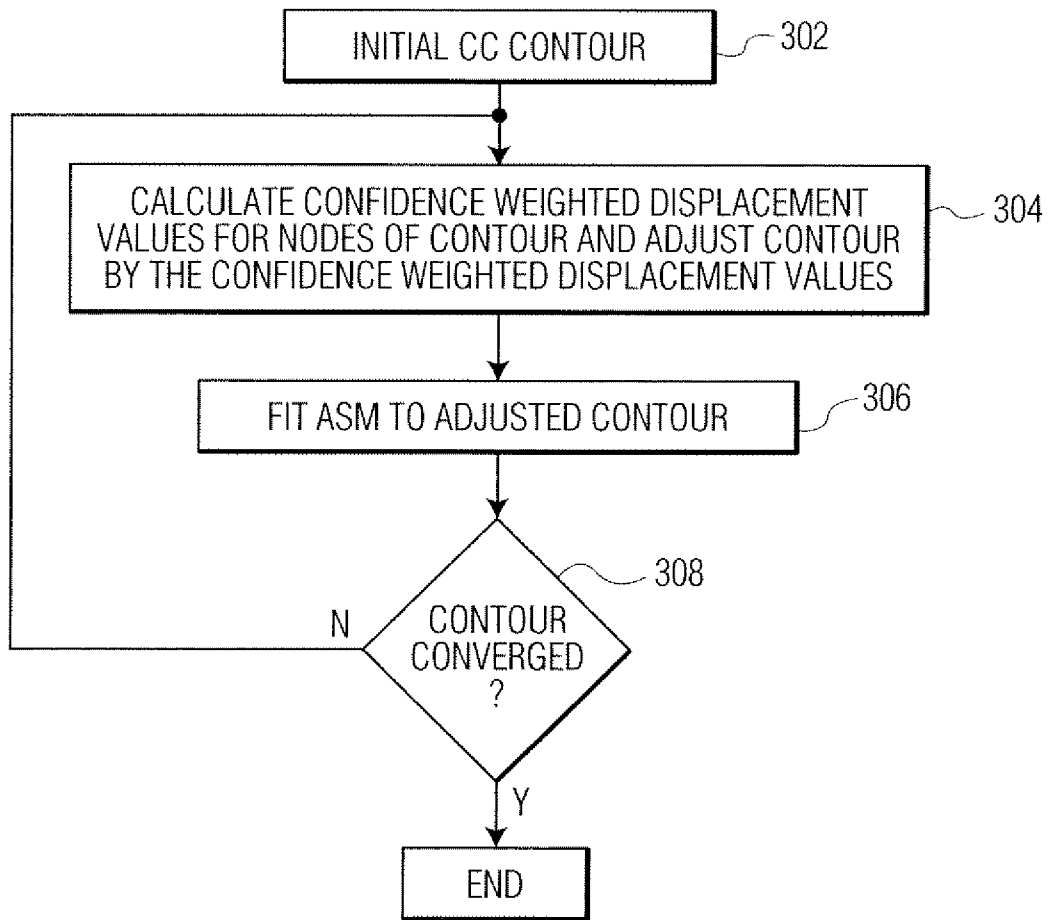 INITIAL CC CONTOUR
302
CALCULATE CONFIDENCE WEIGHTED DISPLACEMENT
VALUES FOR NODES OF CONTOUR AND ADJUST CONTOUR
BY THE CONFIDENCE WEIGHTED DISPLACEMENT VALUES
304
FIT ASM TO ADJUSTED CONTOUR
306
308
N
CONTOUR
CONVERGED
?
Y
END